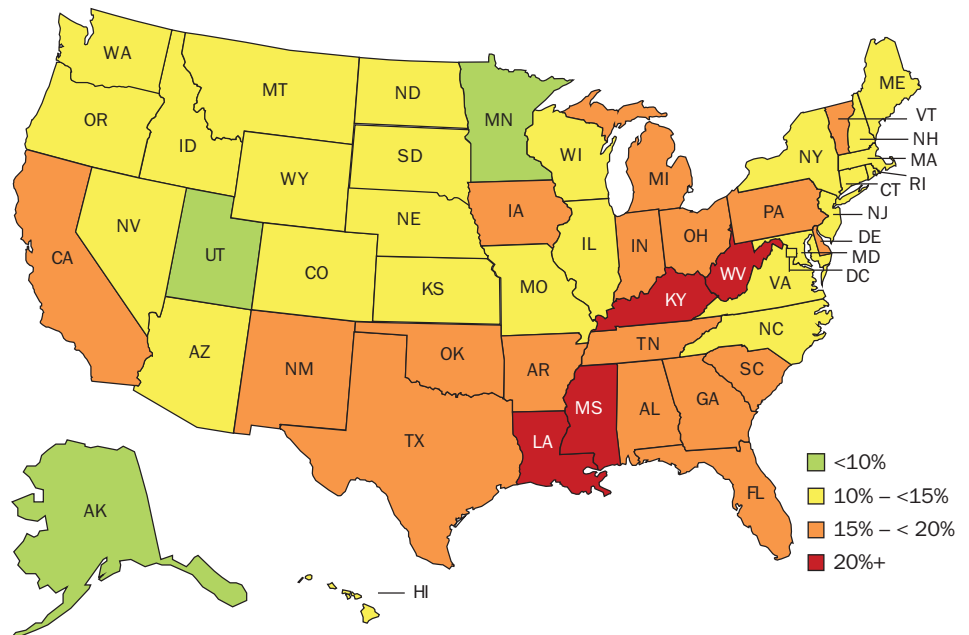 WA
MT
ND
MN
OR
ID
WY
SD
WI
MI
NY
ME
VT
NH
MA
RI
CT
NJ
DE
MD
DC
NV
UT
CO
NE
IA
IL
IN
OH
PA
CA
KS
MO
KY
WV
VA
NC
AZ
NM
OK
AR
TN
SC
TX
LA
MS
AL
GA
FL
AK
HI
<10%
10% – <15%
15% – < 20%
20%+